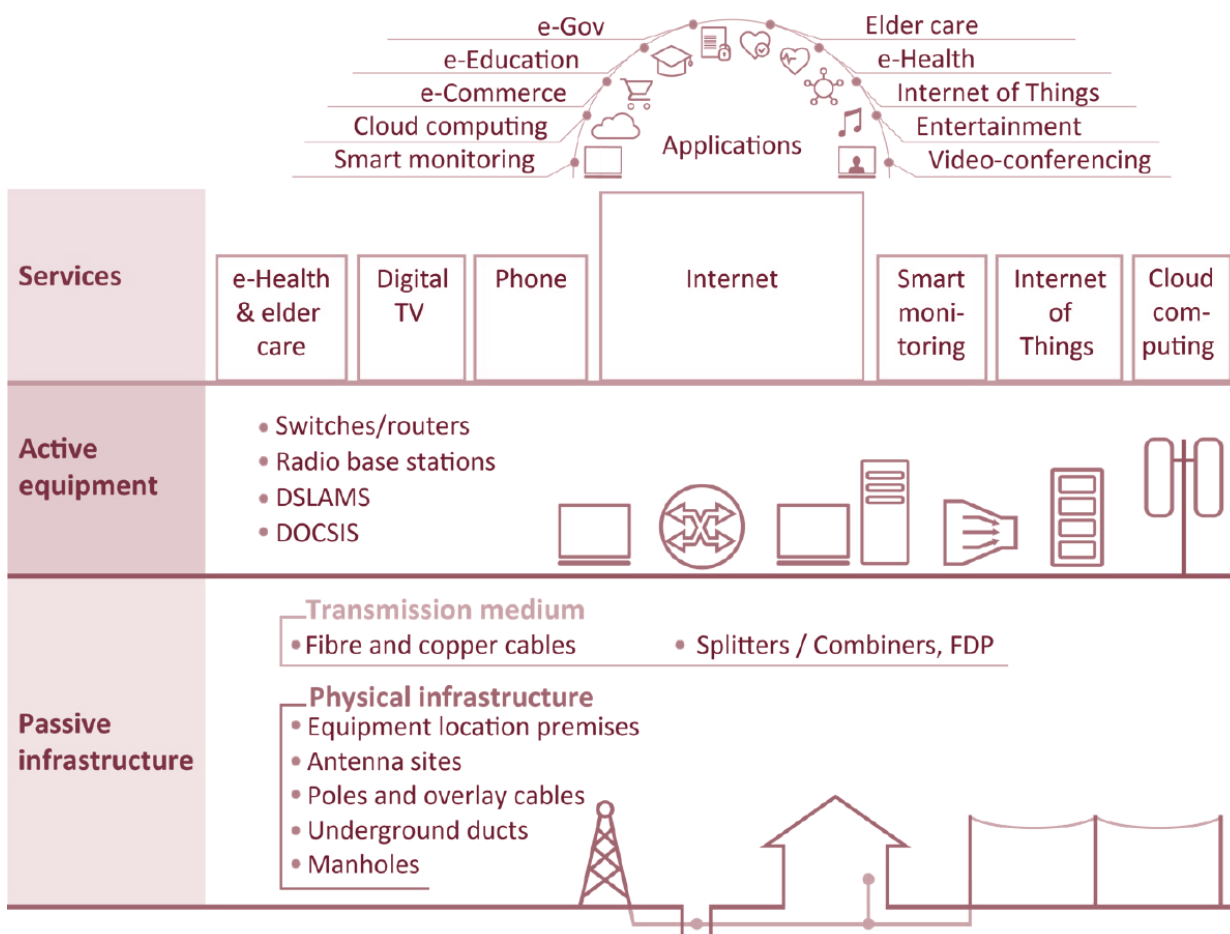 e-Gov
e-Education
e-Commerce
Cloud computing
Smart monitoring
Elder care
e-Health
Internet of Things
Entertainment
Video-conferencing
Applications
Services
e-Health
& elder
care
Digital
TV
Phone
Internet
Smart
moni-
toring
Internet
of
Things
Cloud
com-
puting
Active
equipment
• Switches/routers
• Radio base stations
• DSLAMS
• DOCSIS
Passive
infrastructure
Transmission medium
• Fibre and copper cables
• Splitters / Combiners, FDP
Physical infrastructure
• Equipment location premises
• Antenna sites
• Poles and overlay cables
• Underground ducts
• Manholes